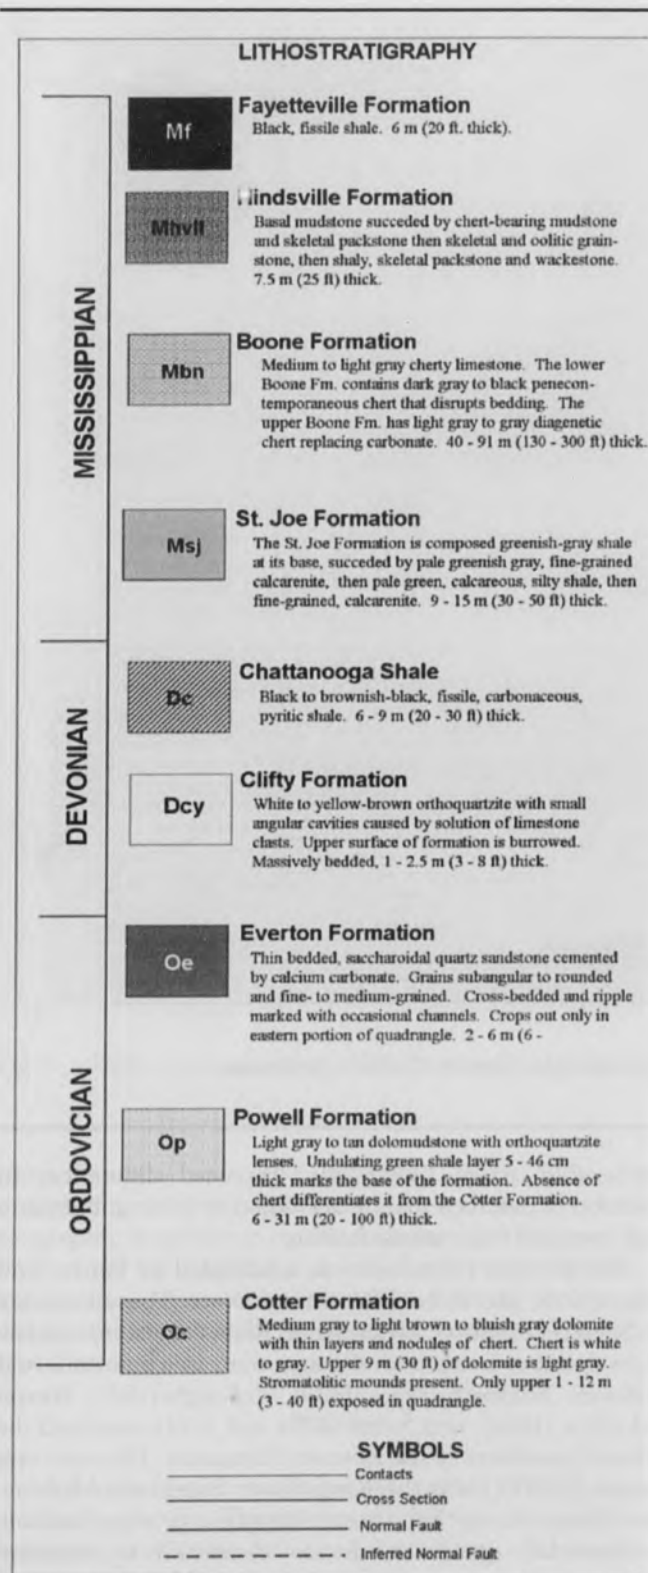 LITHOSTRATIGRAPHY
MISSISSIPPIAN
Mf
Fayetteville Formation
Black, fissile shale. 6 m (20 ft. thick).
Mhvll
indsville Formation
Basal mudstone succeded by chert-bearing mudstone
and skeletal packstone then skeletal and oolitic grain-
stone, then shaly, skeletal packstone and wackestone.
7.5 m (25 ft) thick.
Mbn
Boone Formation
Medium to light gray cherty limestone. The lower
Boone Fm. contains dark gray to black penecon-
temporaneous chert that disrupts bedding. The
upper Boone Fm. has light gray to gray diagenetic
chert replacing carbonate. 40 - 91 m (130 - 300 ft) thick.
Msj
St. Joe Formation
The St. Joe Formation is composed greenish-gray shale
at its base, succeded by pale greenish gray, fine-grained
calcarenite, then pale green, calcareous, silty shale, then
fine-grained, calcarenite. 9 - 15 m (30 - 50 ft) thick.
DEVONIAN
Dc
Chattanooga Shale
Black to brownish-black, fissile, carbonaceous,
pyritic shale. 6 - 9 m (20 - 30 ft) thick.
Dcy
Clifty Formation
White to yellow-brown orthoquartzite with small
angular cavities caused by solution of limestone
clasts. Upper surface of formation is burrowed.
Massively bedded, 1 - 2.5 m (3 - 8 ft) thick.
ORDOVICIAN
Oe
Everton Formation
Thin bedded, saccharoidal quartz sandstone cemented
by calcium carbonate. Grains subangular to rounded
and fine- to medium-grained. Cross-bedded and ripple
marked with occasional channels. Crops out only in
eastern portion of quadrangle. 2 - 6 m (6 -
Op
Powell Formation
Light gray to tan dolomudstone with orthoquartzite
lenses. Undulating green shale layer 5 - 46 cm
thick marks the base of the formation. Absence of
chert differentiates it from the Cotter Formation.
6 - 31 m (20 - 100 ft) thick.
Oc
Cotter Formation
Medium gray to light brown to bluish gray dolomite
with thin layers and nodules of chert. Chert is white
to gray. Upper 9 m (30 ft) of dolomite is light gray.
Stromatolitic mounds present. Only upper 1 - 12 m
(3 - 40 ft) exposed in quadrangle.
SYMBOLS
Contacts
Cross Section
Normal Fault
Inferred Normal Fault